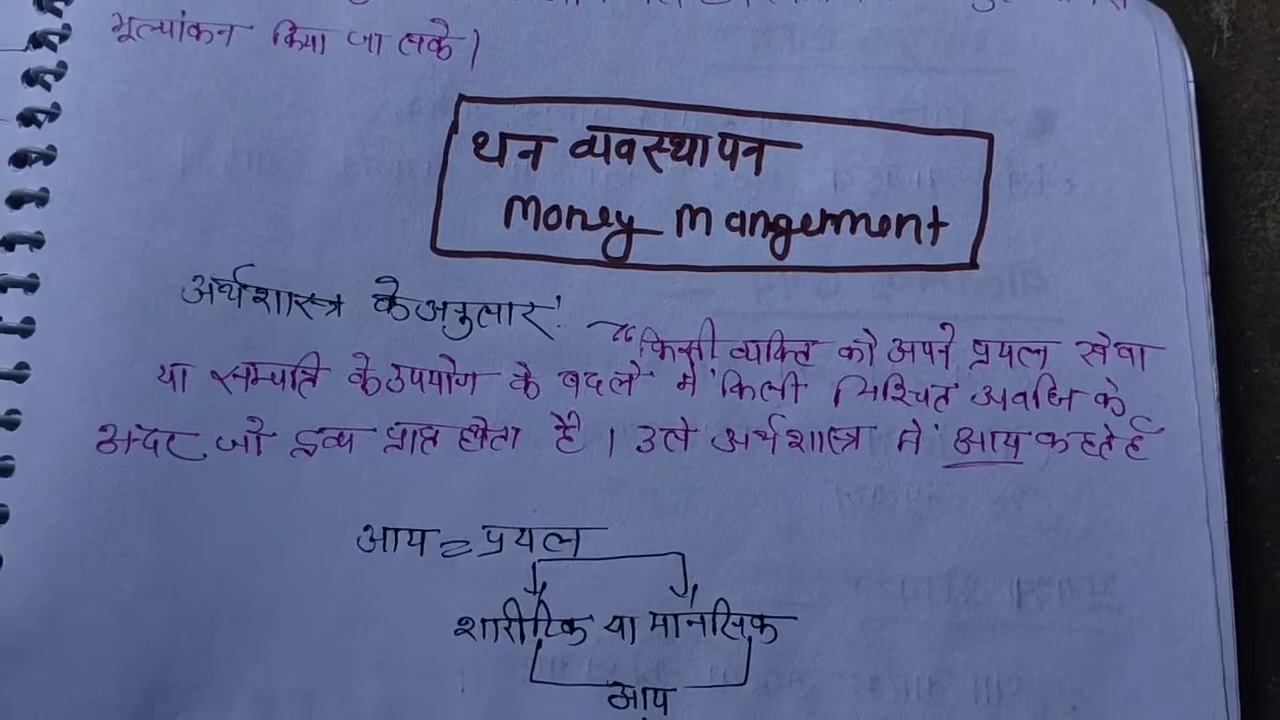 मूल्यांकन किया जा सके।
धन व्यवस्थापन
Money Mangement
अर्थशास्त्र के अनुसार:
"किसी व्यक्ति को अपने प्रयत्न सेवा
या सम्पति के उपयोग के बदले में किसी निश्चित अवधि के
अंदर जो द्रव्य प्राप्त होता है। उसे अर्थशास्त्र में आय कहते हैं
आय = प्रयत्न
शारीरिक या मानसिक
आय